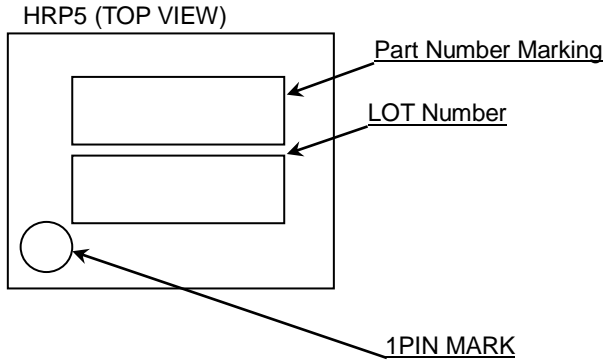 HRP5 (TOP VIEW)
Part Number Marking
LOT Number
1PIN MARK